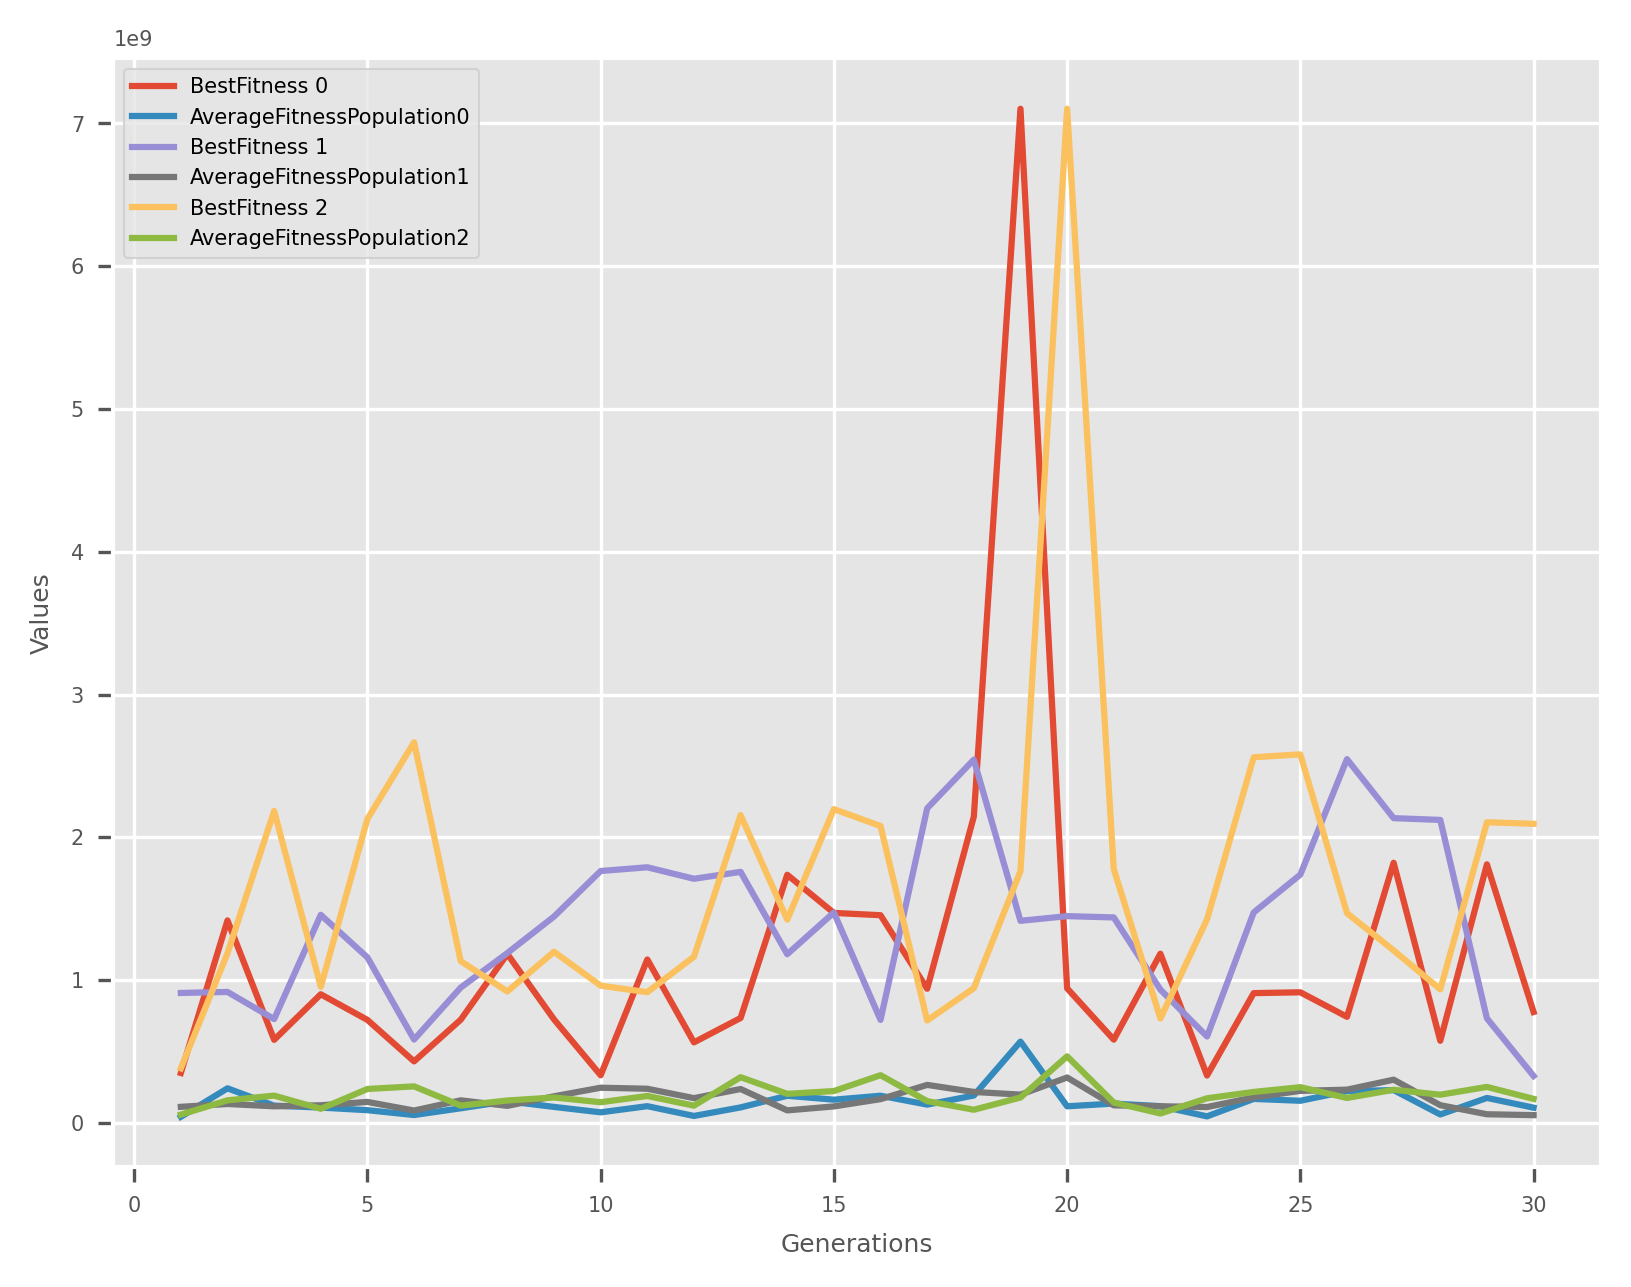 1e9
BestFitness 0
AverageFitnessPopulation0
BestFitness 1
AverageFitnessPopulation1
BestFitness 2
AverageFitnessPopulation2
7
6
5
4
3
2
1
0
Values
0 5 10 15 20 25 30
Generations